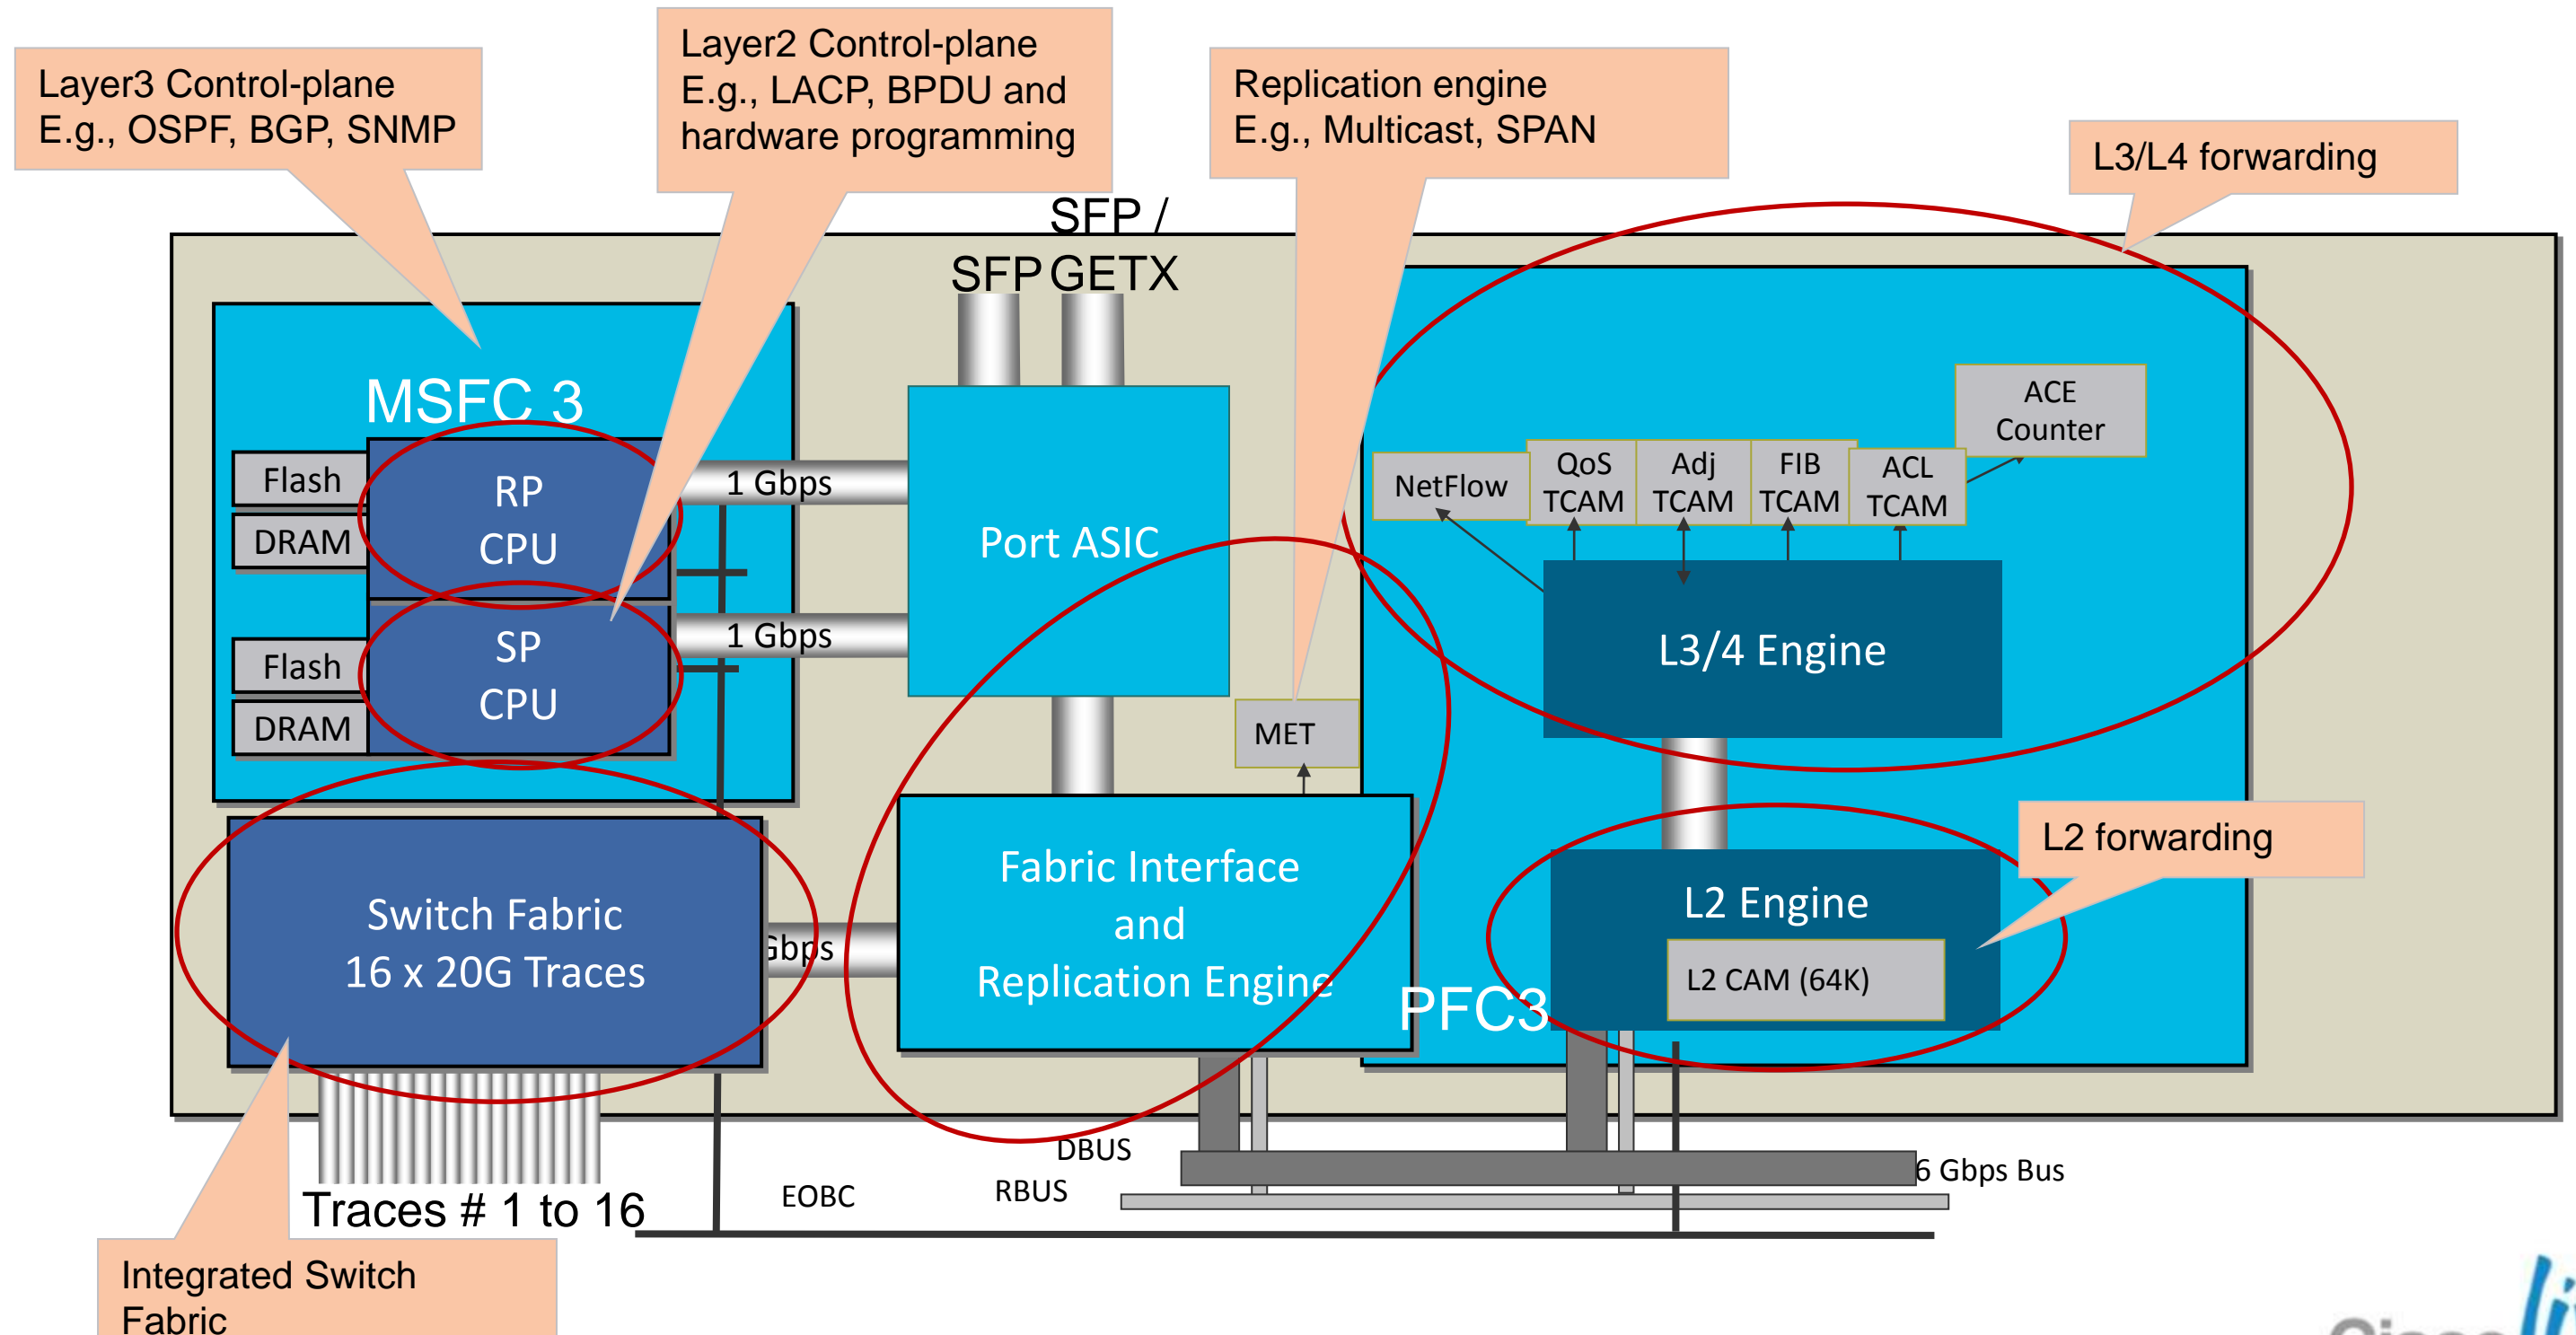 Layer3 Control-plane
E.g., OSPF, BGP, SNMP
Layer2 Control-plane
E.g., LACP, BPDU and
hardware programming
Replication engine
E.g., Multicast, SPAN
L3/L4 forwarding
SFP /
SFP GETX
MSFC 3
Flash
DRAM
RP
CPU
1 Gbps
Flash
DRAM
SP
CPU
1 Gbps
Port ASIC
MET
NetFlow
QoS
TCAM
Adj
TCAM
FIB
TCAM
ACL
TCAM
ACE
Counter
L3/4 Engine
L2 forwarding
L2 Engine
L2 CAM (64K)
PFC3
Switch Fabric
16 x 20G Traces
Gbps
Fabric Interface
and
Replication Engine
Traces # 1 to 16
DBUS
RBUS
EOBC
6 Gbps Bus
Integrated Switch
Fabric